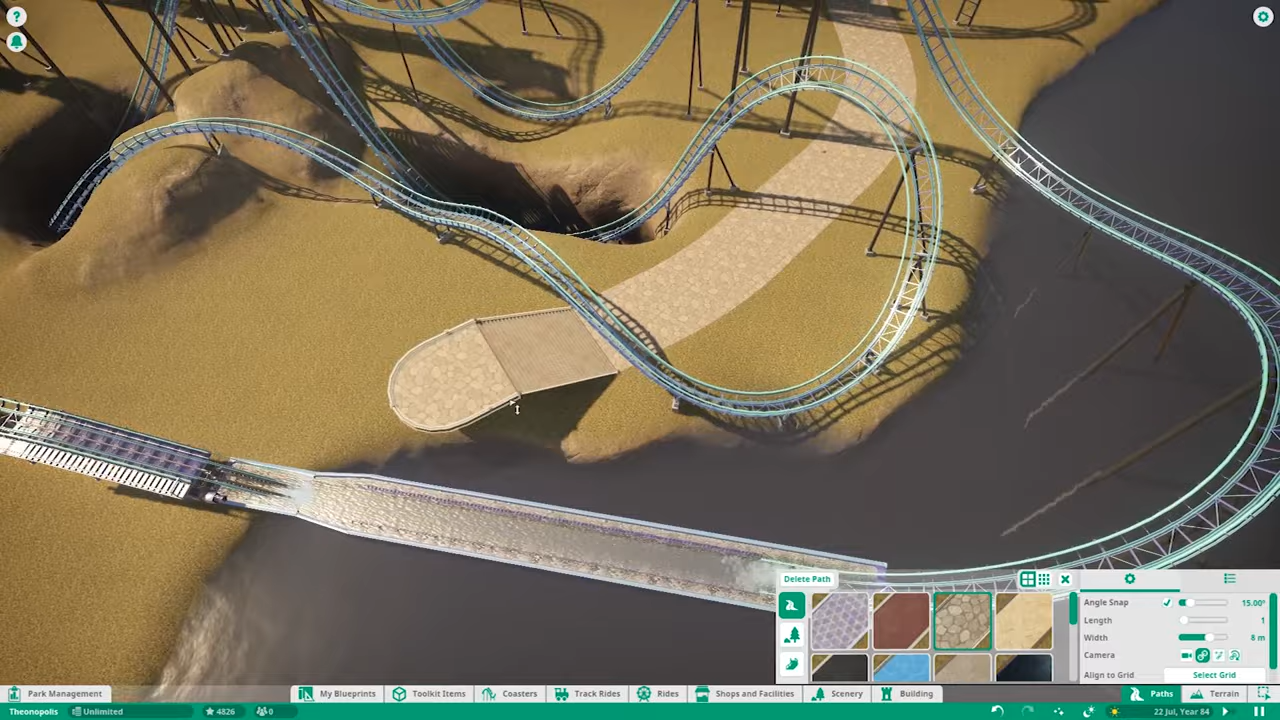 ?
Delete Path
Angle Snap 15.00°
Length 1
Width 8 m
Camera
Align to Grid Select Grid
Park Management My Blueprints Toolkit Items Coasters Track Rides Rides Shops and Facilities Scenery Building Paths Terrain
Theonopolis Unlimited 4826 0 22 Jul, Year 84